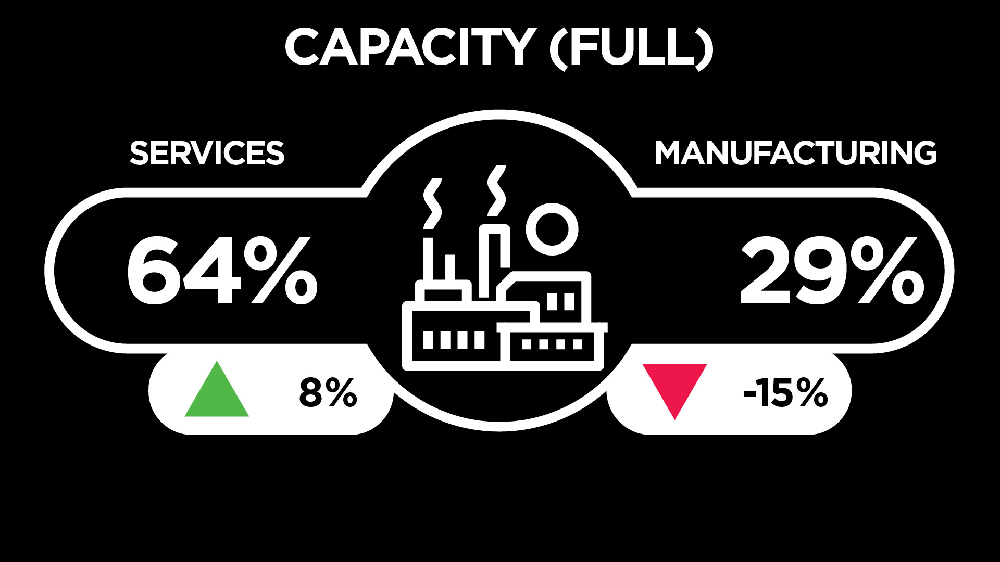 CAPACITY (FULL)
SERVICES
MANUFACTURING
64%
29%
8%
-15%